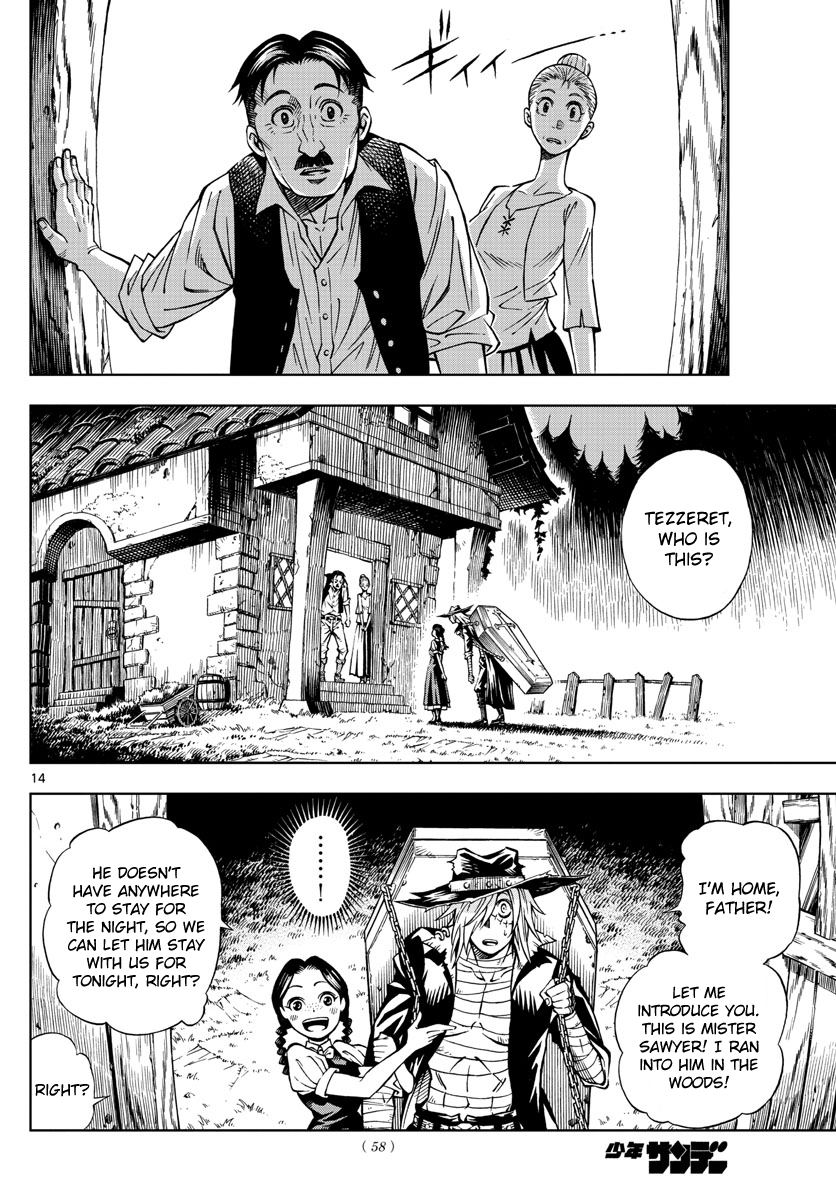 ギィィ……
TEZZERET,
WHO IS
THIS?
14
I'M HOME,
FATHER!
LET ME
INTRODUCE YOU.
THIS IS MISTER
SAWYER! I RAN
INTO HIM IN THE
WOODS!
……!
HE DOESN'T
HAVE ANYWHERE
TO STAY FOR
THE NIGHT, SO WE
CAN LET HIM STAY
WITH US FOR
TONIGHT, RIGHT?
RIGHT?
(58)
少年サンデー